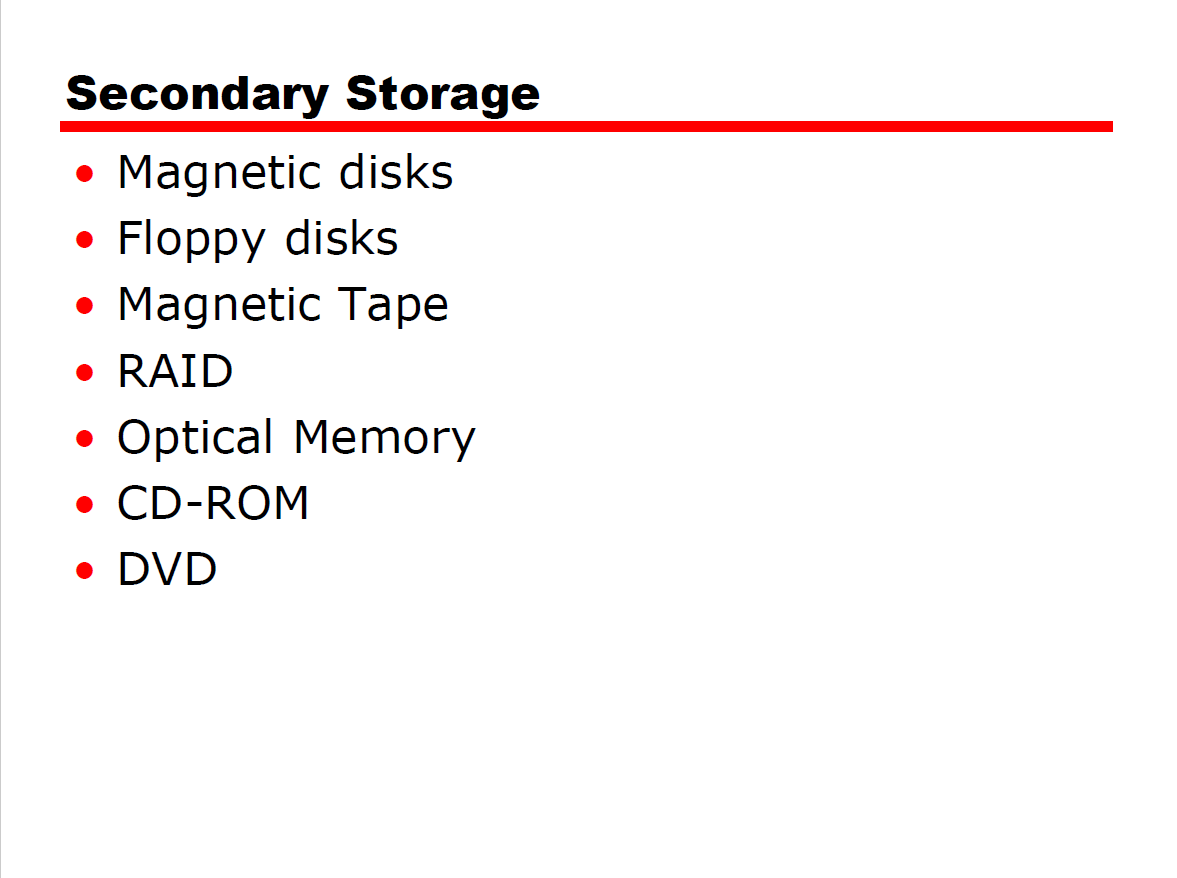 Secondary Storage
• Magnetic disks
• Floppy disks
• Magnetic Tape
• RAID
• Optical Memory
• CD-ROM
• DVD